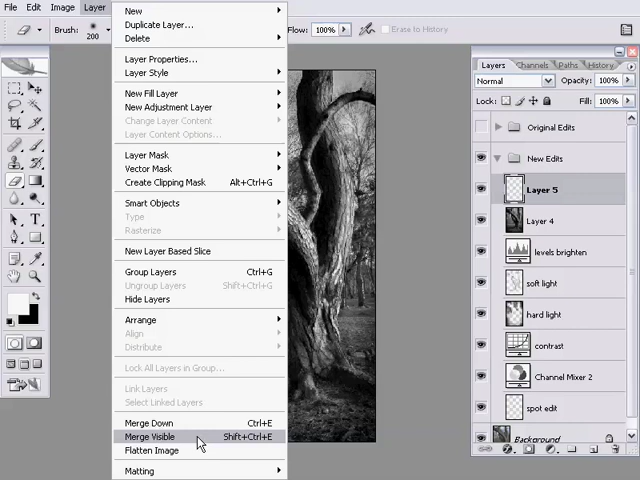 File Edit Image Layer
Brush: 200 Flow: 100% Erase to History
New
Duplicate Layer...
Delete
Layer Properties...
Layer Style
New Fill Layer
New Adjustment Layer
Change Layer Content
Layer Content Options...
Layer Mask
Vector Mask
Create Clipping Mask Alt+Ctrl+G
Smart Objects
Type
Rasterize
New Layer Based Slice
Group Layers Ctrl+G
Ungroup Layers Shift+Ctrl+G
Hide Layers
Arrange
Align
Distribute
Lock All Layers in Group...
Link Layers
Select Linked Layers
Merge Down Ctrl+E
Merge Visible Shift+Ctrl+E
Flatten Image
Matting
Layers Channels Paths History
Normal Opacity: 100%
Lock: Fill: 100%
Original Edits
New Edits
Layer 5
Layer 4
levels brighten
soft light
hard light
contrast
Channel Mixer 2
spot edit
Background